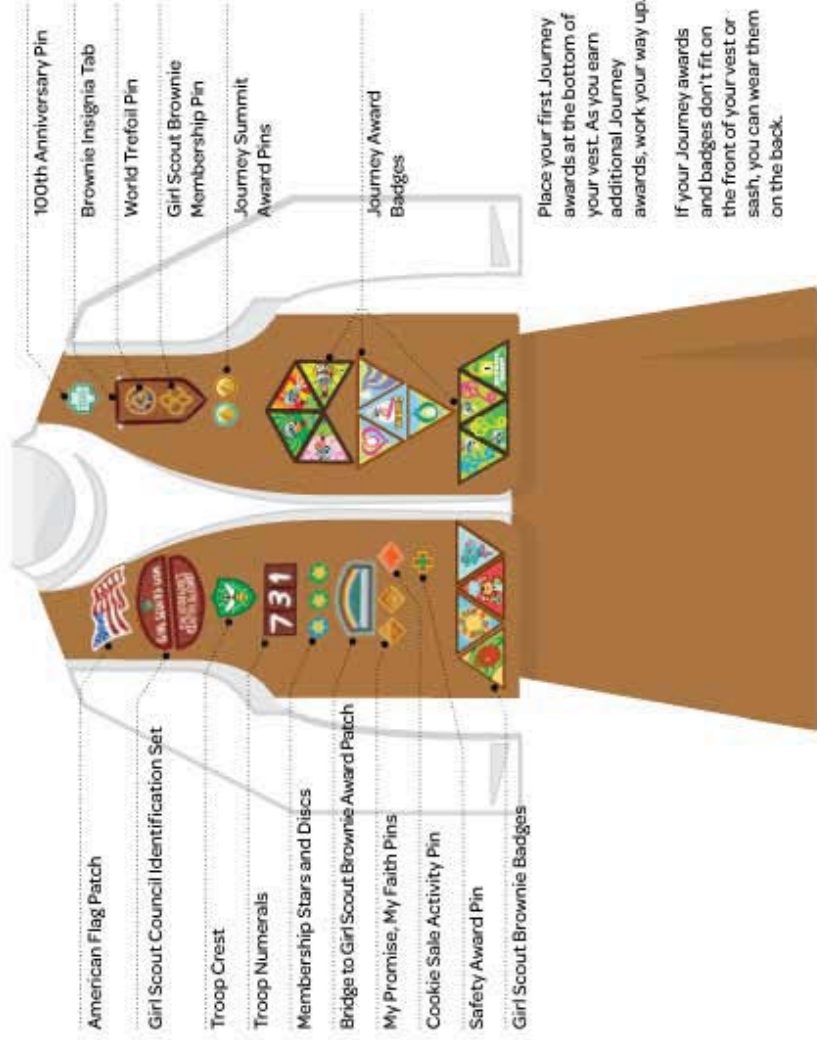 American Flag Patch
Girl Scout Council Identification Set
Troop Crest
Troop Numerals
Membership Stars and Discs
Bridge to Girl Scout Brownie Award Patch
My Promise, My Faith Pins
Cookie Sale Activity Pin
Safety Award Pin
Girl Scout Brownie Badges
GIRL SCOUTS USA
731
100th Anniversary Pin
Brownie Insignia Tab
World Trefoil Pin
Girl Scout Brownie
Membership Pin
Journey Summit
Award Pins
Journey Award
Badges
Place your first Journey
awards at the bottom of
your vest. As you earn
additional Journey
awards, work your way up.
If your Journey awards
and badges don't fit on
the front of your vest or
sash, you can wear them
on the back.